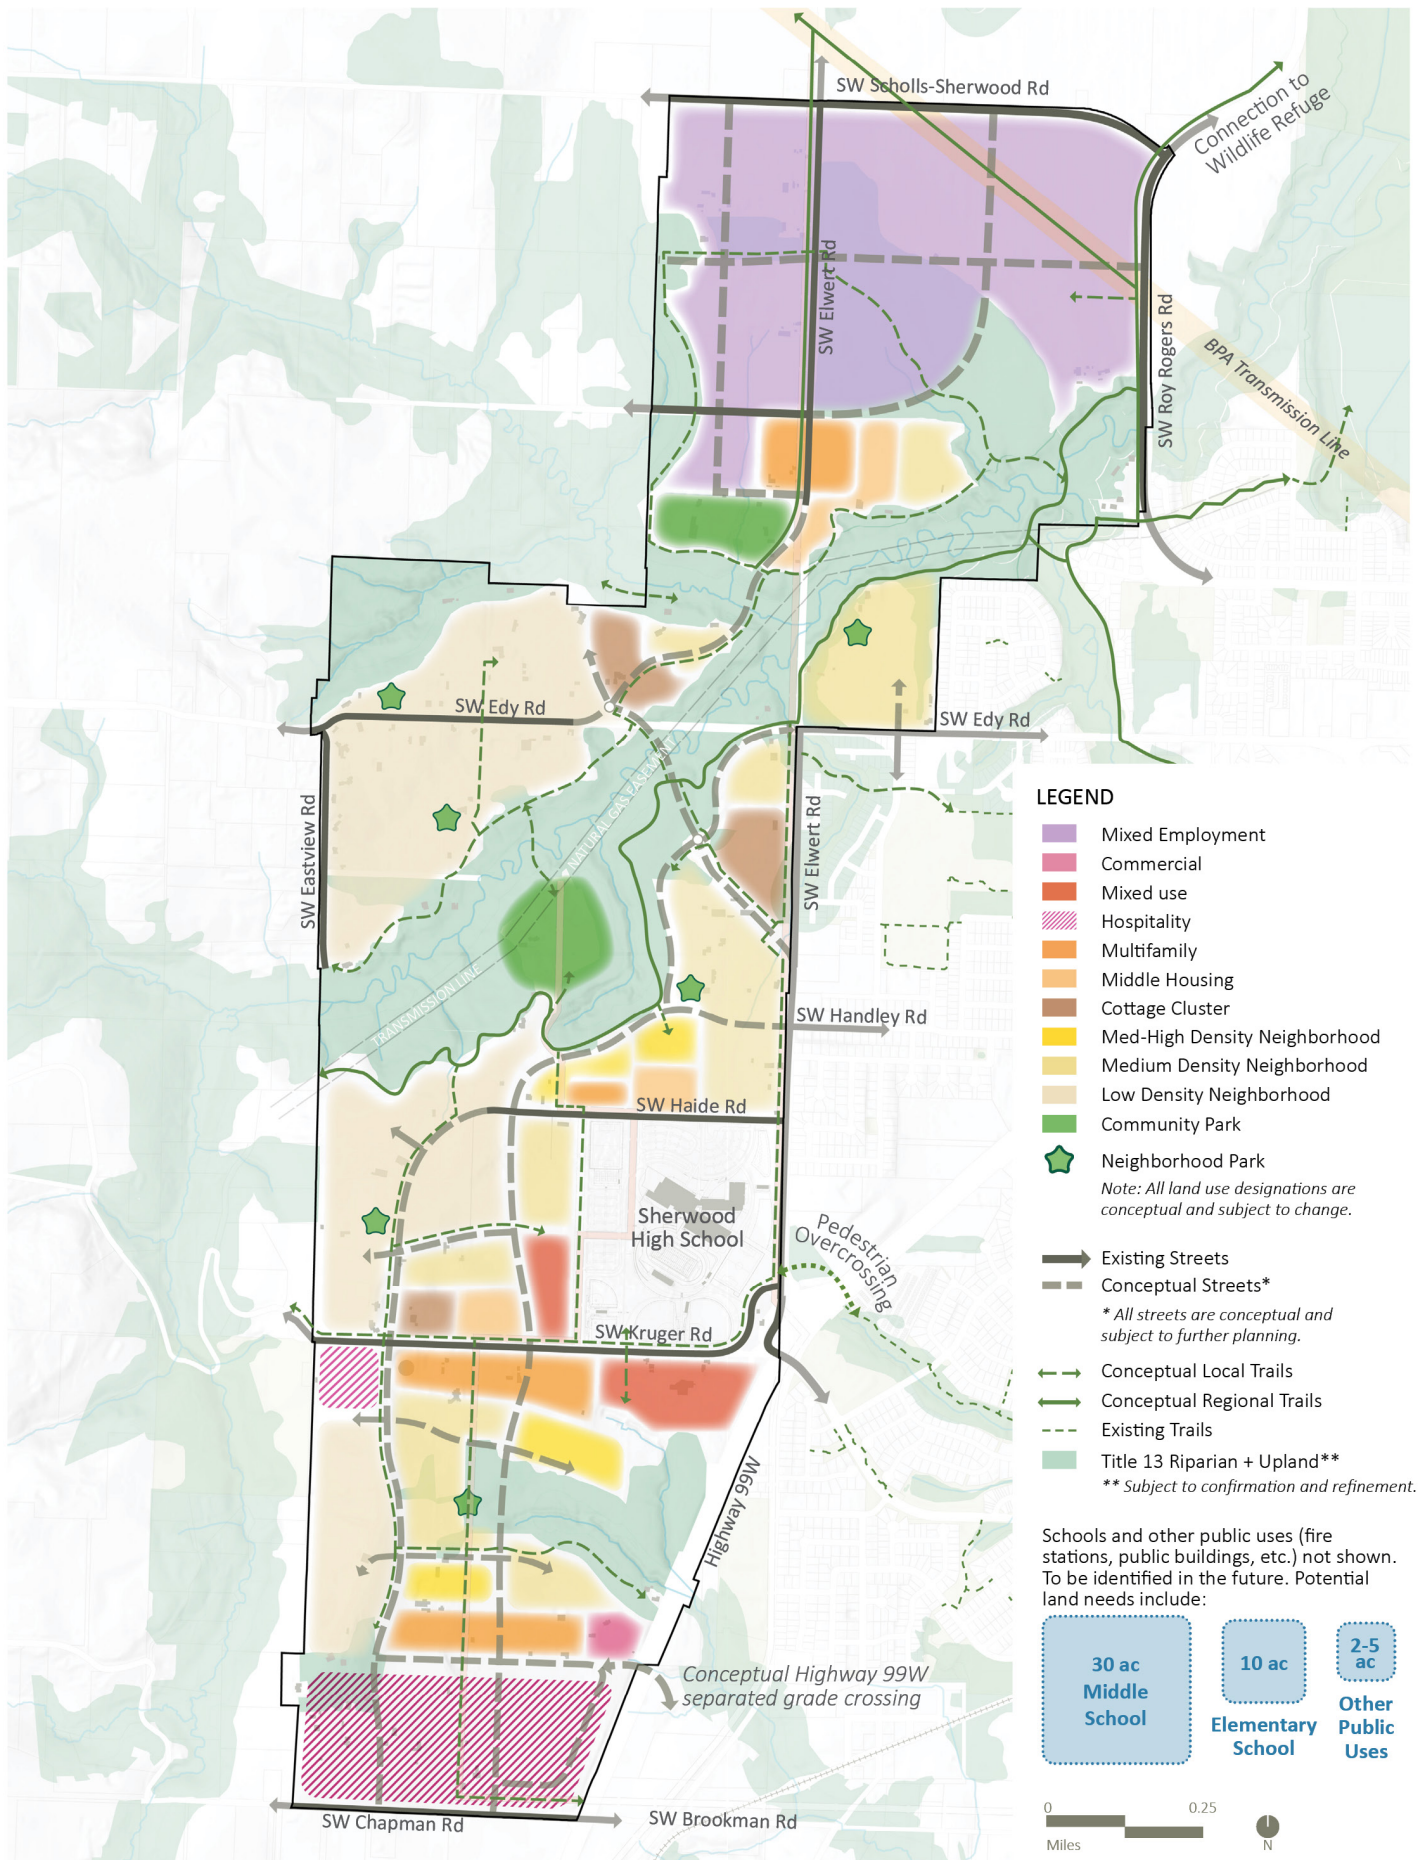 SW Scholls-Sherwood Rd
Connection to
Wildlife Refuge
SW Elwert Rd
SW Roy Rogers Rd
BPA Transmission Line
SW Edy Rd
SW Edy Rd
NATURAL GAS EASEMENT
SW Eastview Rd
SW Elwert Rd
TRANSMISSION LINE
SW Handley Rd
SW Haide Rd
Sherwood
High School
Pedestrian
Overcrossing
SW Kruger Rd
Highway 99W
Conceptual Highway 99W
separated grade crossing
SW Chapman Rd
SW Brookman Rd
LEGEND
Mixed Employment
Commercial
Mixed use
Hospitality
Multifamily
Middle Housing
Cottage Cluster
Med-High Density Neighborhood
Medium Density Neighborhood
Low Density Neighborhood
Community Park
Neighborhood Park
Note: All land use designations are
conceptual and subject to change.
Existing Streets
Conceptual Streets*
* All streets are conceptual and
subject to further planning.
Conceptual Local Trails
Conceptual Regional Trails
Existing Trails
Title 13 Riparian + Upland**
** Subject to confirmation and refinement.
Schools and other public uses (fire
stations, public buildings, etc.) not shown.
To be identified in the future. Potential
land needs include:
30 ac
Middle
School
10 ac
Elementary
School
2-5
ac
Other
Public
Uses
0 0.25
Miles
N